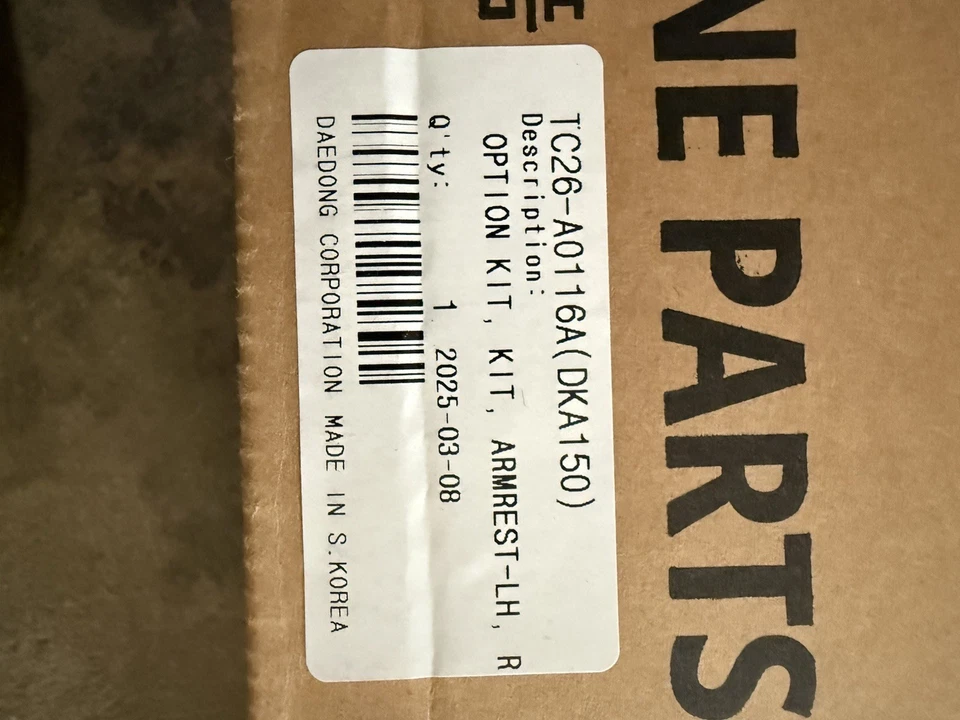 NE PARTS
TC26-A0116A(DKA150)
Description:
OPTION KIT, KIT, ARMREST-LH, R
Q'ty: 1 2025-03-08
DAEDONG CORPORATION MADE IN S.KOREA